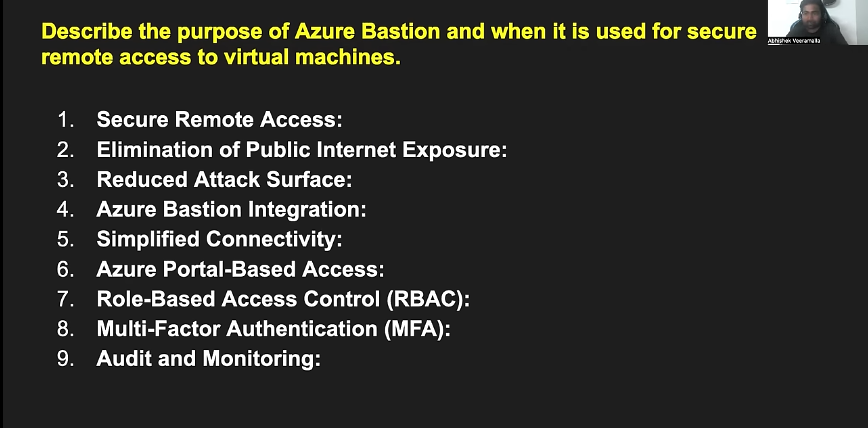 Describe the purpose of Azure Bastion and when it is used for secure
remote access to virtual machines.
Abhishek Veeramalla
1. Secure Remote Access:
2. Elimination of Public Internet Exposure:
3. Reduced Attack Surface:
4. Azure Bastion Integration:
5. Simplified Connectivity:
6. Azure Portal-Based Access:
7. Role-Based Access Control (RBAC):
8. Multi-Factor Authentication (MFA):
9. Audit and Monitoring: